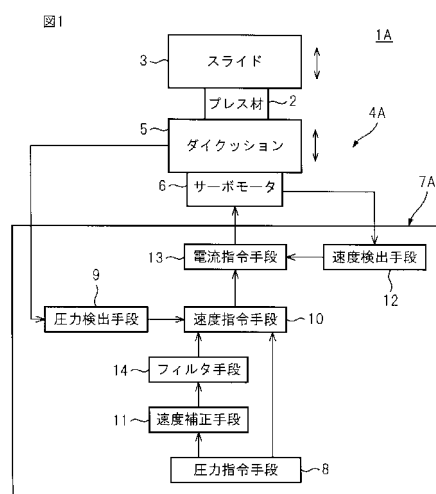 図1
1A
3
スライド
プレス材
2
5
ダイクッション
4A
6
サーボモータ
7A
13
電流指令手段
速度検出手段
12
9
圧力検出手段
速度指令手段
10
14
フィルタ手段
11
速度補正手段
圧力指令手段
8